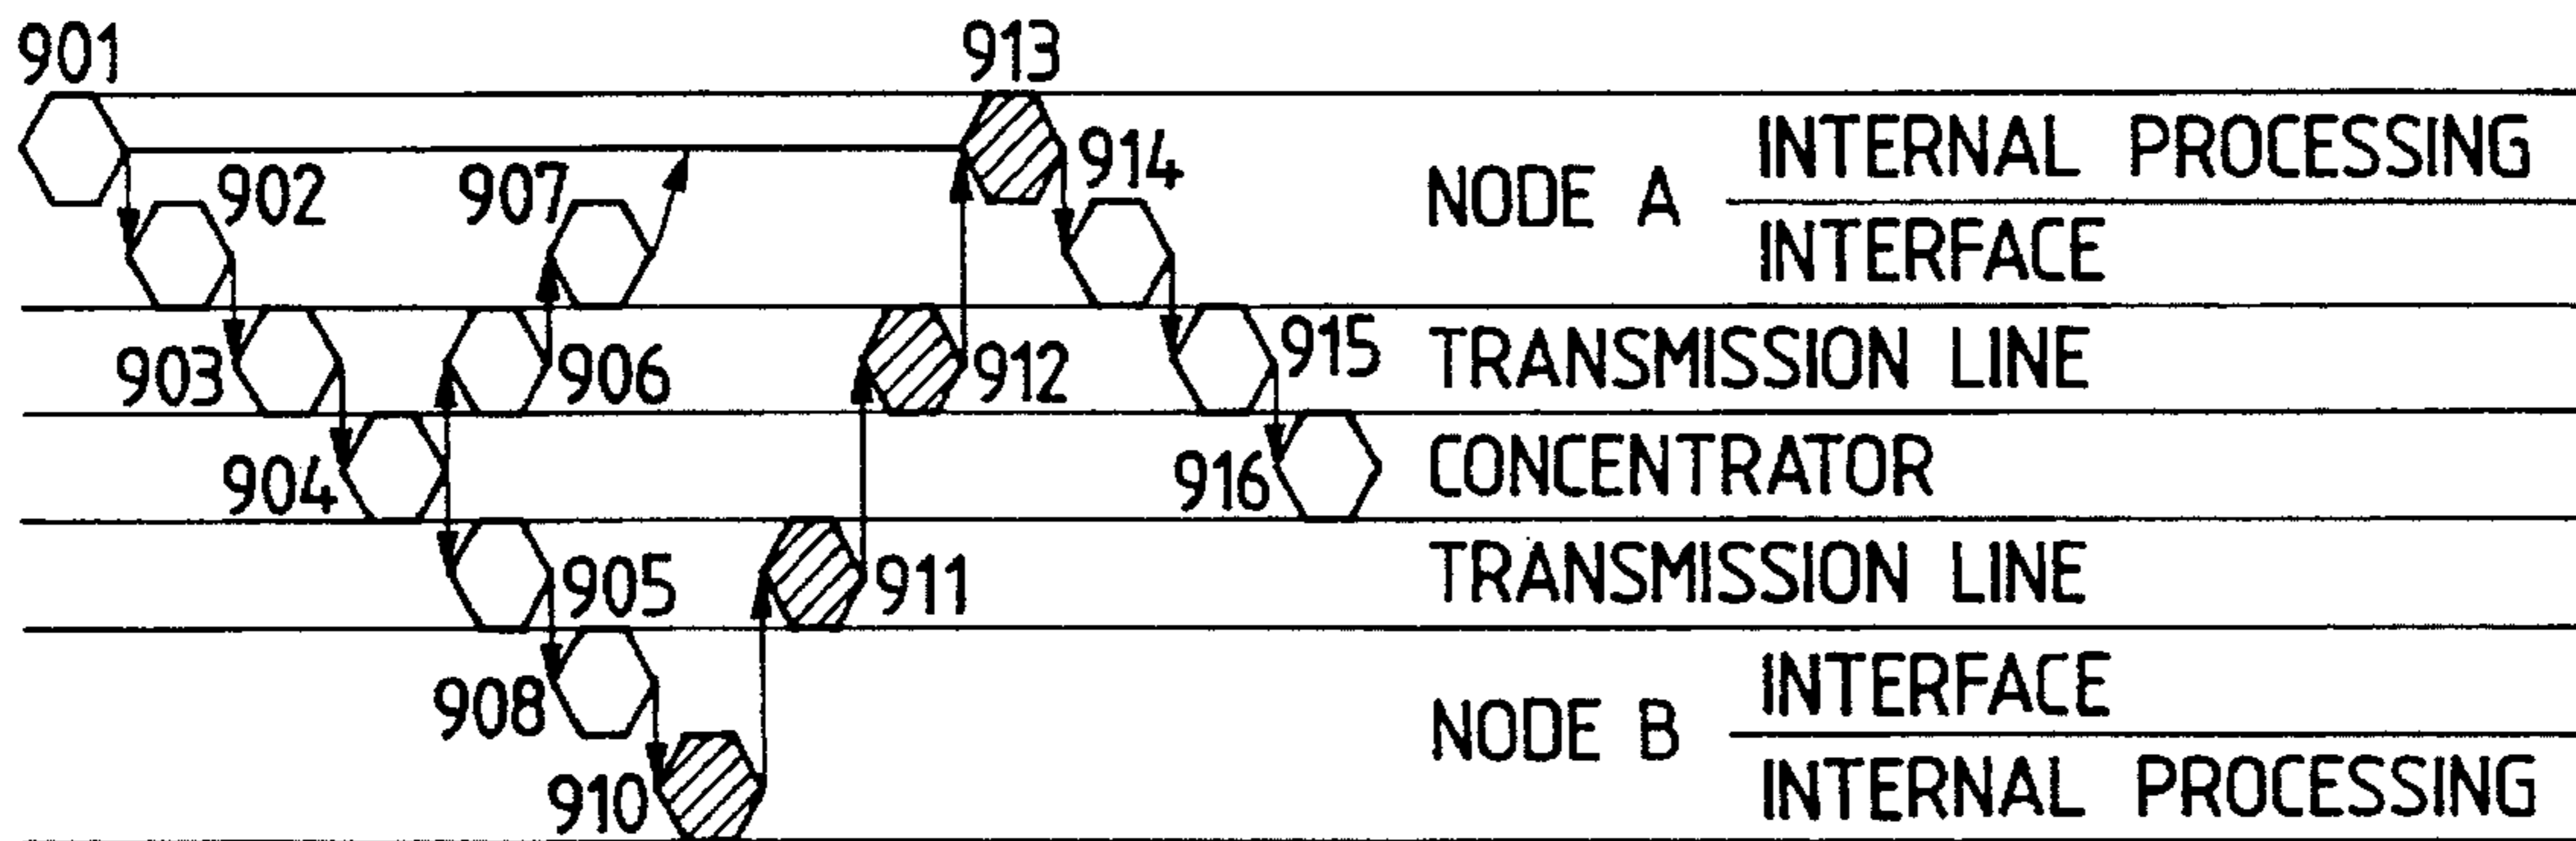 901
913
INTERNAL PROCESSING
902
907
914
NODE A
INTERFACE
903
906
912
915
TRANSMISSION LINE
904
916
CONCENTRATOR
905
911
TRANSMISSION LINE
908
INTERFACE
NODE B
910
INTERNAL PROCESSING